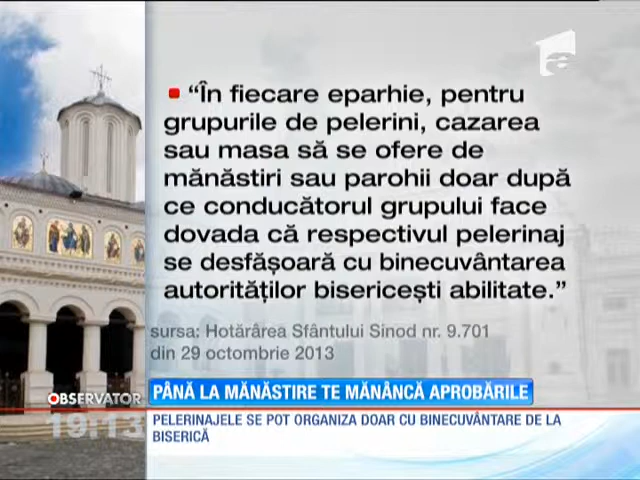 “În fiecare eparhie, pentru
grupurile de pelerini, cazarea
sau masa să se ofere de
mănăstiri sau parohii doar după
ce conducătorul grupului face
dovada că respectivul pelerinaj
se desfășoară cu binecuvântarea
autorităților bisericești abilitate.”
sursa: Hotărârea Sfântului Sinod nr. 9.701
din 29 octombrie 2013
OBSERVATOR
PÂNĂ LA MĂNĂSTIRE TE MĂNÂNCĂ APROBĂRILE
19:13
PELERINAJELE SE POT ORGANIZA DOAR CU BINECUVÂNTARE DE LA
BISERICĂ